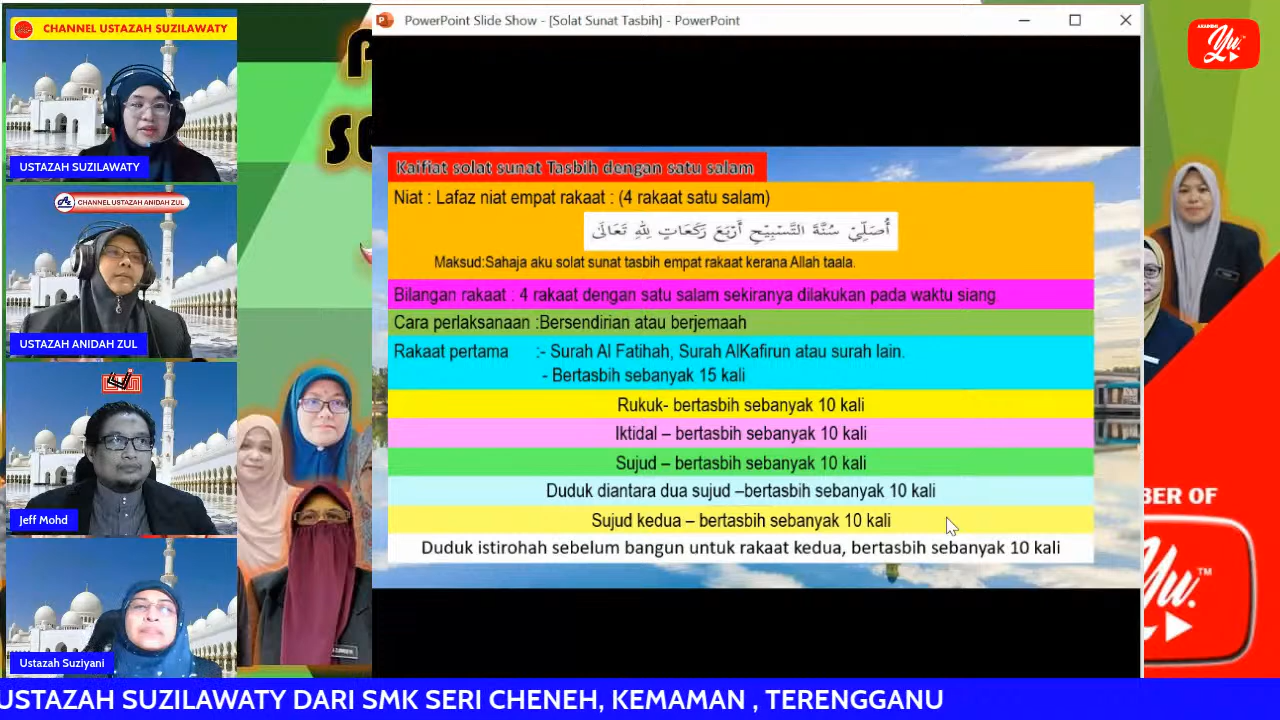 CHANNEL USTAZAH SUZILAWATY
USTAZAH SUZILAWATY
CHANNEL USTAZAH ANIDAH ZUL
USTAZAH ANIDAH ZUL
Jeff Mohd
Ustazah Suziyani
PowerPoint Slide Show - [Solat Sunat Tasbih] - PowerPoint
Kaifiat solat sunat Tasbih dengan satu salam
Niat : Lafaz niat empat rakaat : (4 rakaat satu salam)
أُصَلِّيْ سُنَّةَ التَّسْبِيْحِ أَرْبَعَ رَكَعَاتٍ لِلّٰهِ تَعَالَىٰ
Maksud:Sahaja aku solat sunat tasbih empat rakaat kerana Allah taala.
Bilangan rakaat : 4 rakaat dengan satu salam sekiranya dilakukan pada waktu siang.
Cara perlaksanaan :Bersendirian atau berjemaah
Rakaat pertama :- Surah Al Fatihah, Surah AlKafirun atau surah lain.
- Bertasbih sebanyak 15 kali
Rukuk- bertasbih sebanyak 10 kali
Iktidal – bertasbih sebanyak 10 kali
Sujud – bertasbih sebanyak 10 kali
Duduk diantara dua sujud –bertasbih sebanyak 10 kali
Sujud kedua – bertasbih sebanyak 10 kali
Duduk istirohah sebelum bangun untuk rakaat kedua, bertasbih sebanyak 10 kali
Yu.
BER OF
Yu.
TM
USTAZAH SUZILAWATY DARI SMK SERI CHENEH, KEMAMAN , TERENGGANU